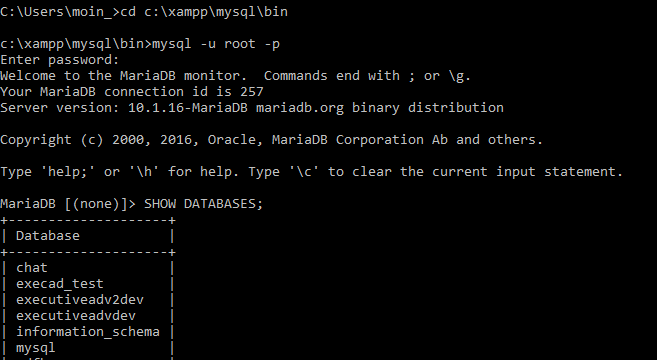 C:\Users\moin_>cd c:\xampp\mysql\bin
c:\xampp\mysql\bin>mysql -u root -p
Enter password:
Welcome to the MariaDB monitor.  Commands end with ; or \g.
Your MariaDB connection id is 257
Server version: 10.1.16-MariaDB mariadb.org binary distribution
Copyright (c) 2000, 2016, Oracle, MariaDB Corporation Ab and others.
Type 'help;' or '\h' for help. Type '\c' to clear the current input statement.
MariaDB [(none)]> SHOW DATABASES;
+--------------------+
| Database           |
+--------------------+
| chat               |
| execad_test        |
| executiveadv2dev   |
| executiveadvdev    |
| information_schema |
| mysql              |